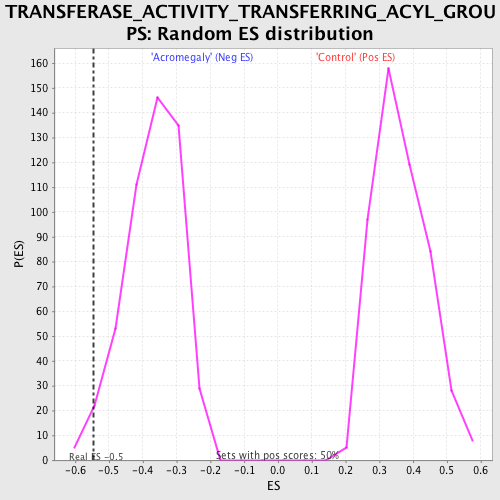 TRANSFERASE_ACTIVITY_TRANSFERRING_ACYL_GROU
PS: Random ES distribution
'Acromegaly' (Neg ES)
'Control' (Pos ES)
160
150
140
130
120
110
100
90
80
70
60
50
40
30
20
10
0
P(ES)
Real ES -0.5
Sets with pos scores: 50%
-0.6 -0.5 -0.4 -0.3 -0.2 -0.1 0.0 0.1 0.2 0.3 0.4 0.5 0.6
ES